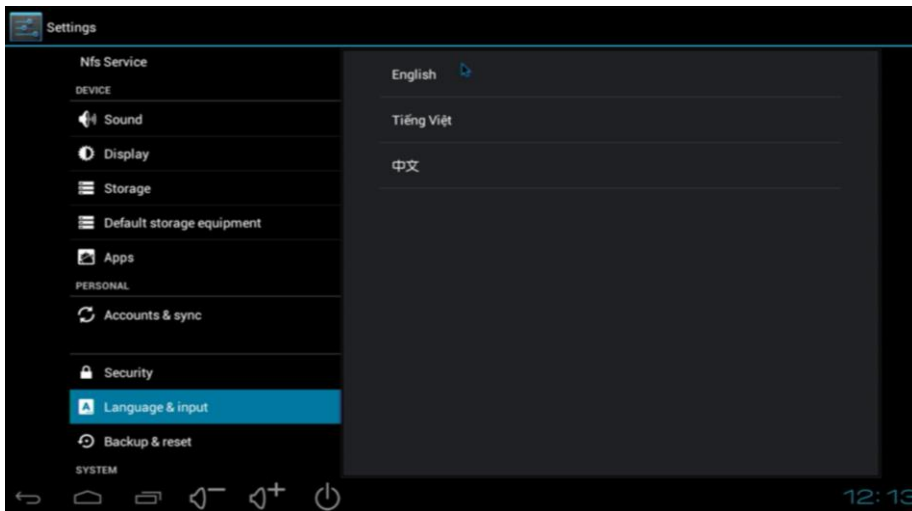 Settings
Nfs Service
DEVICE
Sound
Display
Storage
Default storage equipment
Apps
PERSONAL
Accounts & sync
Security
Language & input
Backup & reset
SYSTEM
English
Tiếng Việt
中文
12:13